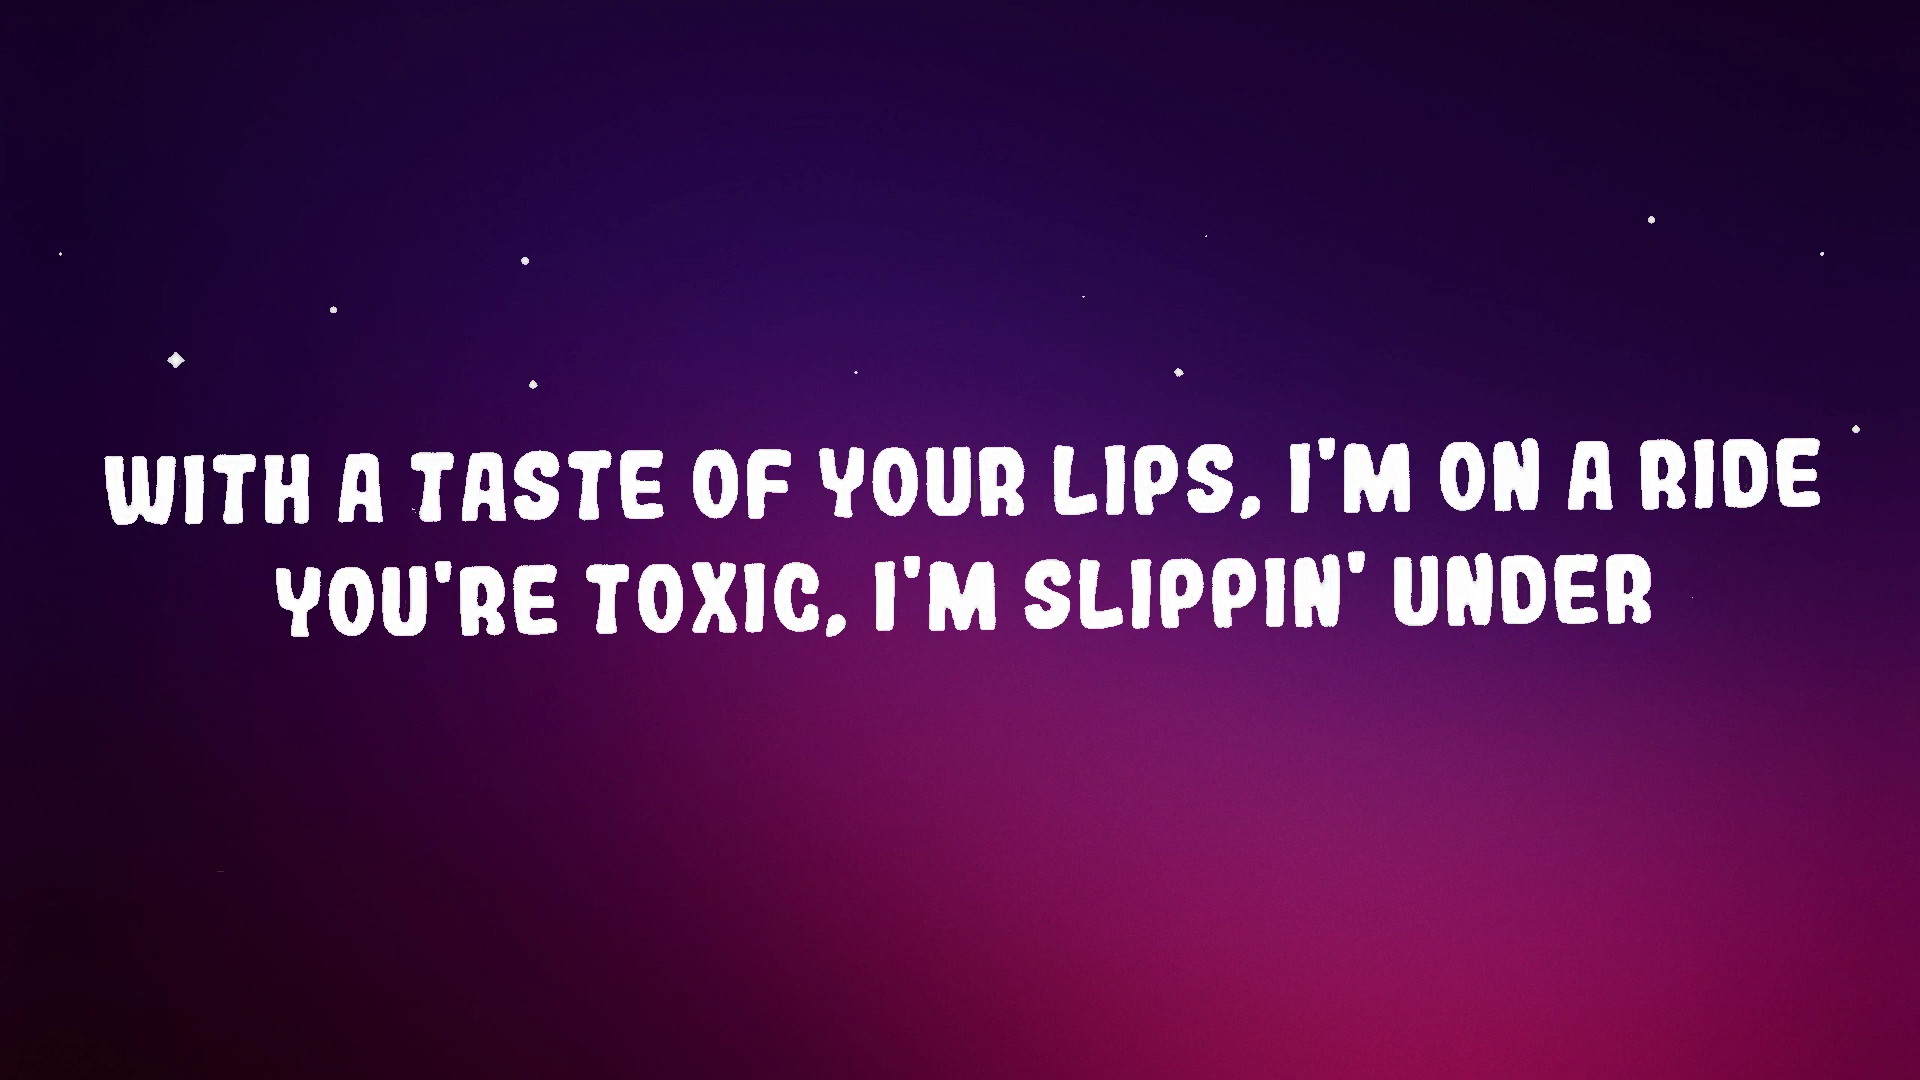 WITH A TASTE OF YOUR LIPS, I'M ON A RIDE
YOU'RE TOXIC, I'M SLIPPIN' UNDER